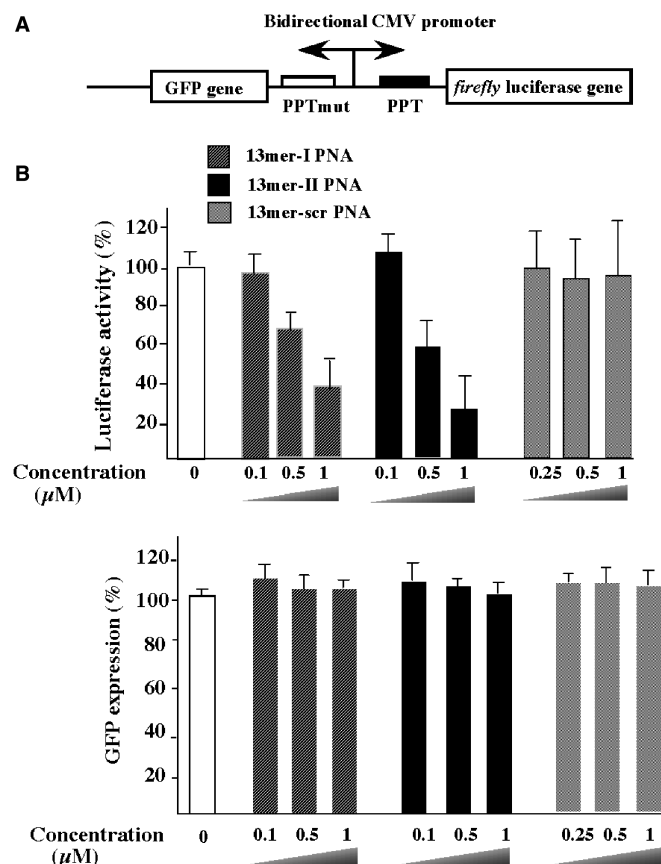 A
Bidirectional CMV promoter
GFP gene
PPTmut
PPT
firefly luciferase gene
B
13mer-I PNA
13mer-II PNA
13mer-scr PNA
Luciferase activity (%)
120
100
80
60
40
20
Concentration
(µM)
0
0.1 0.5 1
0.1 0.5 1
0.25 0.5 1
GFP expression (%)
120
100
80
60
40
20
Concentration
(µM)
0
0.1 0.5 1
0.1 0.5 1
0.25 0.5 1